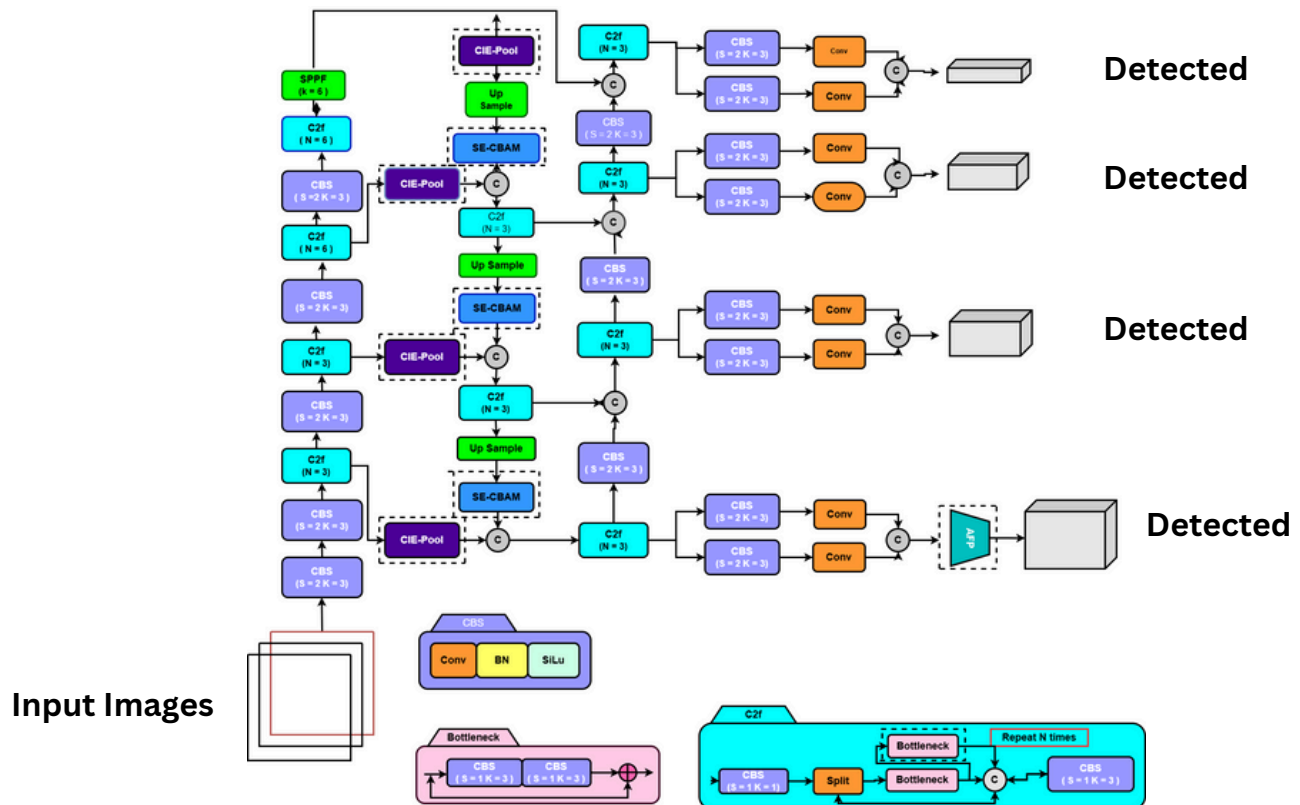 SPPF
(k = 6)
C2f
( N = 6)
CBS
( S =2 K = 3 )
C2f
( N = 6)
CBS
(S = 2 K = 3)
C2f
(N = 3)
CBS
(S = 2 K = 3)
C2f
(N = 3)
CBS
(S = 2 K = 3)
CBS
(S = 2 K = 3)
Input Images
CIE-Pool
CIE-Pool
CIE-Pool
CIE-Pool
Up
Sample
SE-CBAM
C
C2f
(N = 3)
Up Sample
SE-CBAM
C
C2f
(N = 3)
Up Sample
SE-CBAM
C
C2f
(N = 3)
C
CBS
( S = 2 K = 3 )
C2f
(N = 3)
C
CBS
(S = 2 K = 3)
C2f
(N = 3)
C
CBS
(S = 2 K = 3)
C2f
(N = 3)
CBS
(S = 2 K = 3)
Conv
CBS
(S = 2 K = 3)
Conv
C
Detected
CBS
(S = 2 K = 3)
Conv
CBS
(S = 2 K = 3)
Conv
C
Detected
CBS
(S = 2 K = 3)
Conv
CBS
(S = 2 K = 3)
Conv
C
Detected
CBS
(S = 2 K = 3)
Conv
CBS
(S = 2 K = 3)
Conv
C
AFP
Detected
CBS
Conv
BN
SiLu
Bottleneck
CBS
( S = 1 K = 3 )
CBS
( S = 1 K = 3 )
C2f
Repeat N times
Bottleneck
CBS
(S = 1 K = 1)
Split
Bottleneck
C
CBS
( S = 1 K = 3 )